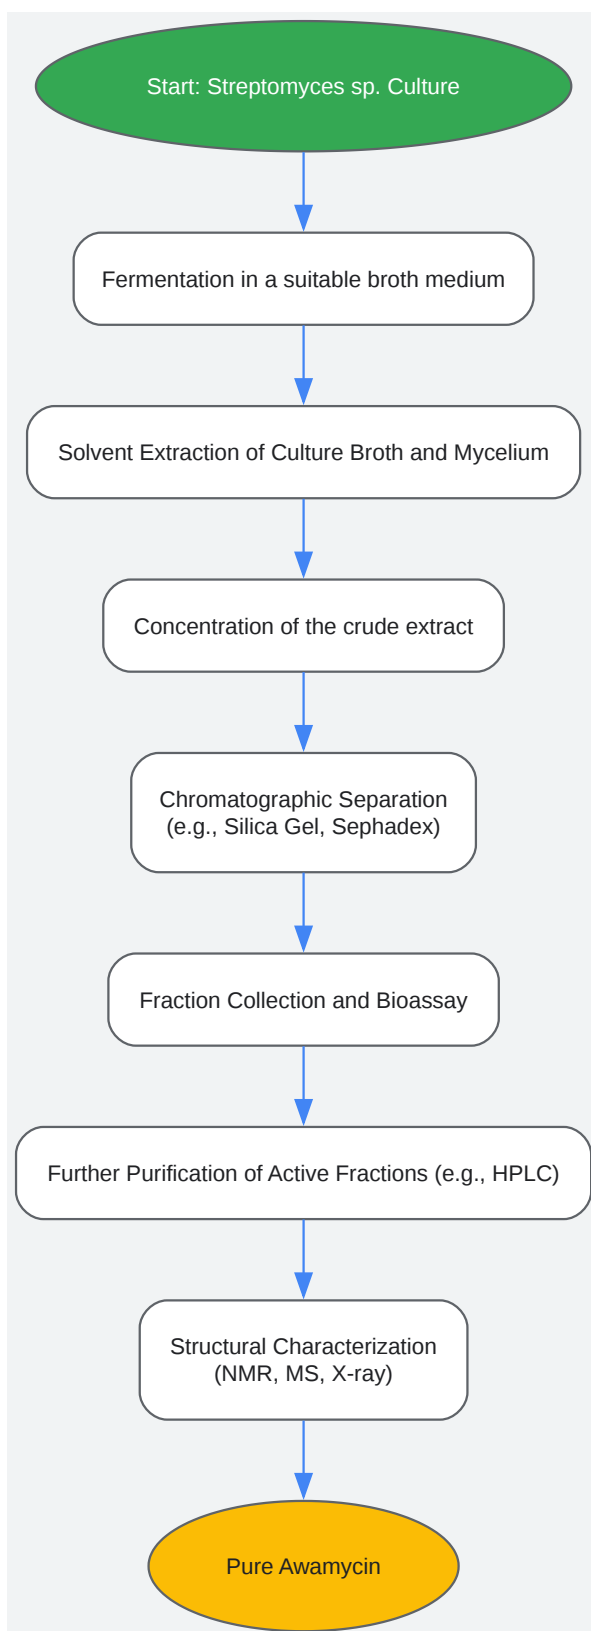 Start: Streptomyces sp. Culture
Fermentation in a suitable broth medium
Solvent Extraction of Culture Broth and Mycelium
Concentration of the crude extract
Chromatographic Separation
(e.g., Silica Gel, Sephadex)
Fraction Collection and Bioassay
Further Purification of Active Fractions (e.g., HPLC)
Structural Characterization
(NMR, MS, X-ray)
Pure Awamycin